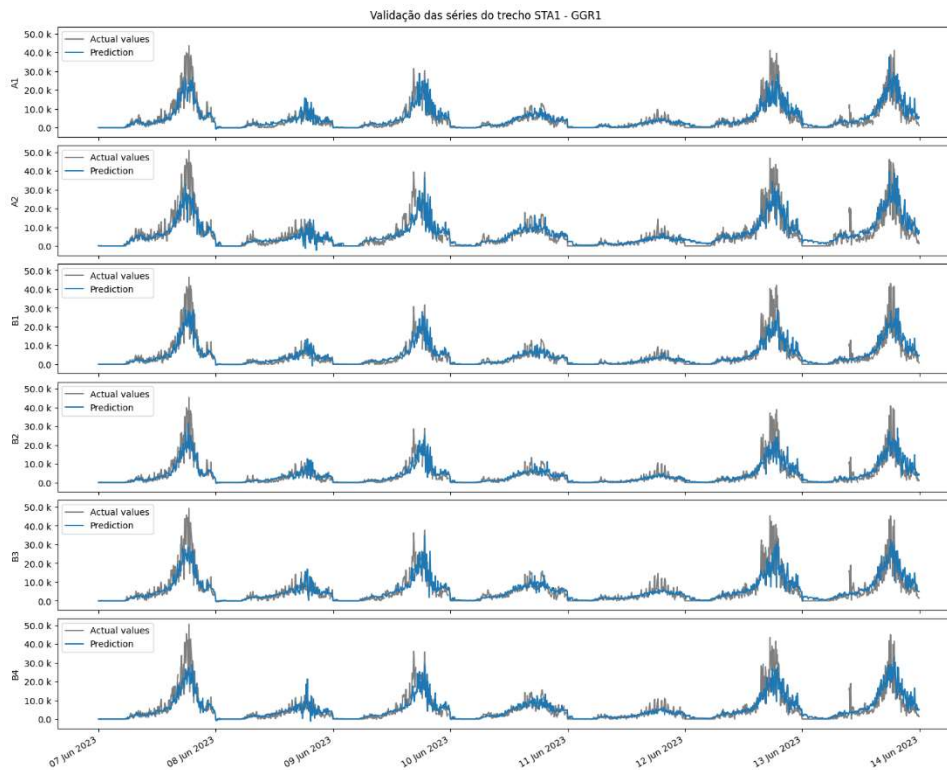 Validação das séries do trecho STA1 - GGR1
50.0 k
40.0 k
30.0 k
20.0 k
10.0 k
0.0
A1
Actual values
Prediction
50.0 k
40.0 k
30.0 k
20.0 k
10.0 k
0.0
A2
Actual values
Prediction
50.0 k
40.0 k
30.0 k
20.0 k
10.0 k
0.0
B1
Actual values
Prediction
50.0 k
40.0 k
30.0 k
20.0 k
10.0 k
0.0
B2
Actual values
Prediction
50.0 k
40.0 k
30.0 k
20.0 k
10.0 k
0.0
B3
Actual values
Prediction
50.0 k
40.0 k
30.0 k
20.0 k
10.0 k
0.0
B4
Actual values
Prediction
07 Jun 2023
08 Jun 2023
09 Jun 2023
10 Jun 2023
11 Jun 2023
12 Jun 2023
13 Jun 2023
14 Jun 2023